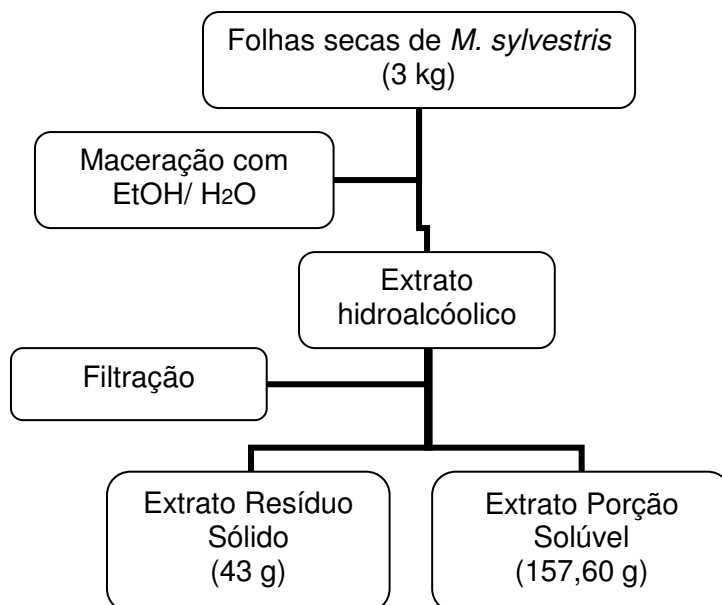 Folhas secas de M. sylvestris
(3 kg)
Maceração com
EtOH/ H2O
Extrato
hidroalcóolico
Filtração
Extrato Resíduo
Sólido
(43 g)
Extrato Porção
Solúvel
(157,60 g)